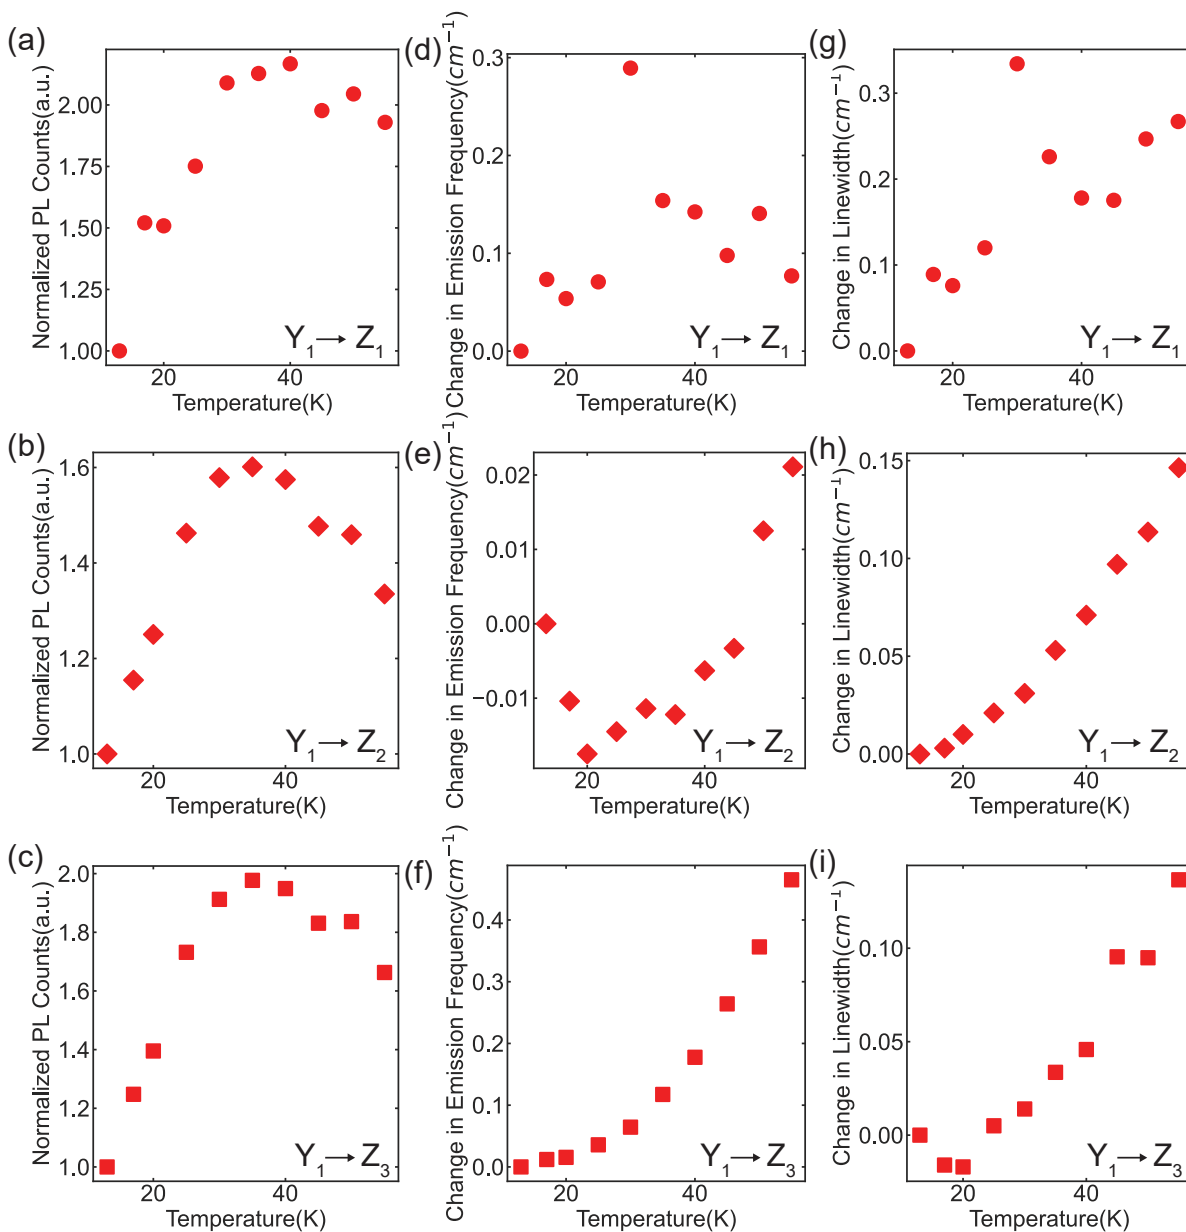 (a)
Normalized PL Counts(a.u.)
2.00
1.75
1.50
1.25
1.00
20
40
Temperature(K)
Y1→Z1
(d)
Change in Emission Frequency(cm−1)
0.3
0.2
0.1
0.0
20
40
Temperature(K)
Y1→Z1
(g)
Change in Linewidth(cm−1)
0.3
0.2
0.1
0.0
20
40
Temperature(K)
Y1→Z1
(b)
Normalized PL Counts(a.u.)
1.6
1.4
1.2
1.0
20
40
Temperature(K)
Y1→Z2
(e)
Change in Emission Frequency(cm−1)
0.02
0.01
0.00
−0.01
20
40
Temperature(K)
Y1→Z2
(h)
Change in Linewidth(cm−1)
0.15
0.10
0.05
0.00
20
40
Temperature(K)
Y1→Z2
(c)
Normalized PL Counts(a.u.)
2.0
1.8
1.6
1.4
1.2
1.0
20
40
Temperature(K)
Y1→Z3
(f)
Change in Emission Frequency(cm−1)
0.4
0.3
0.2
0.1
0.0
20
40
Temperature(K)
Y1→Z3
(i)
Change in Linewidth(cm−1)
0.10
0.05
0.00
20
40
Temperature(K)
Y1→Z3